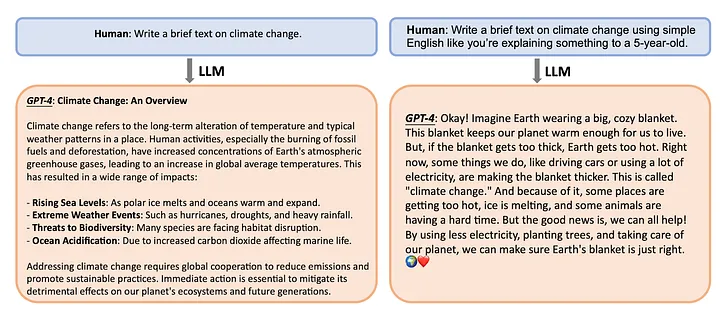 Human: Write a brief text on climate change.
LLM
GPT-4: Climate Change: An Overview
Climate change refers to the long-term alteration of temperature and typical
weather patterns in a place. Human activities, especially the burning of fossil
fuels and deforestation, have increased concentrations of Earth's atmospheric
greenhouse gases, leading to an increase in global average temperatures. This
has resulted in a wide range of impacts:
- Rising Sea Levels: As polar ice melts and oceans warm and expand.
- Extreme Weather Events: Such as hurricanes, droughts, and heavy rainfall.
- Threats to Biodiversity: Many species are facing habitat disruption.
- Ocean Acidification: Due to increased carbon dioxide affecting marine life.
Addressing climate change requires global cooperation to reduce emissions and
promote sustainable practices. Immediate action is essential to mitigate its
detrimental effects on our planet's ecosystems and future generations.
Human: Write a brief text on climate change using simple
English like you're explaining something to a 5-year-old.
LLM
GPT-4: Okay! Imagine Earth wearing a big, cozy blanket.
This blanket keeps our planet warm enough for us to live.
But, if the blanket gets too thick, Earth gets too hot. Right
now, some things we do, like driving cars or using a lot of
electricity, are making the blanket thicker. This is called
"climate change." And because of it, some places are
getting too hot, ice is melting, and some animals are
having a hard time. But the good news is, we can all help!
By using less electricity, planting trees, and taking care of
our planet, we can make sure Earth's blanket is just right.
🌍❤️